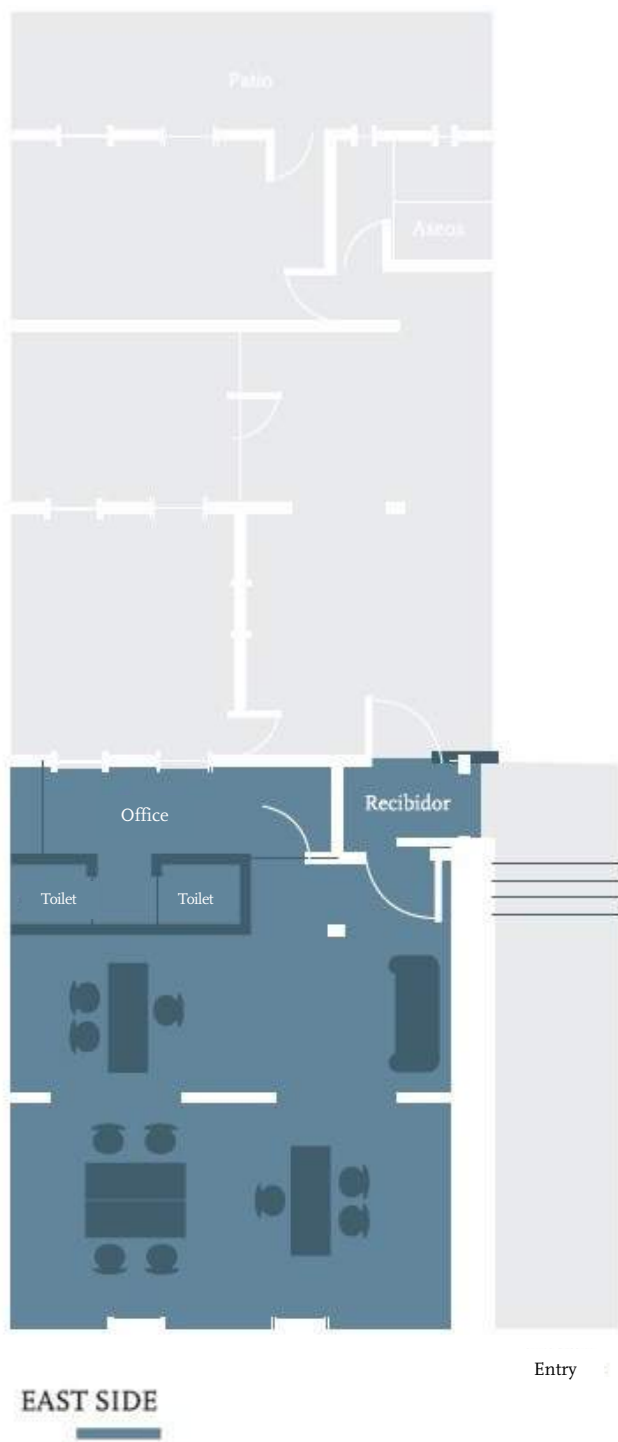 Patio
Aseos
Recibidor
Office
Toilet
Toilet
Entry
EAST SIDE